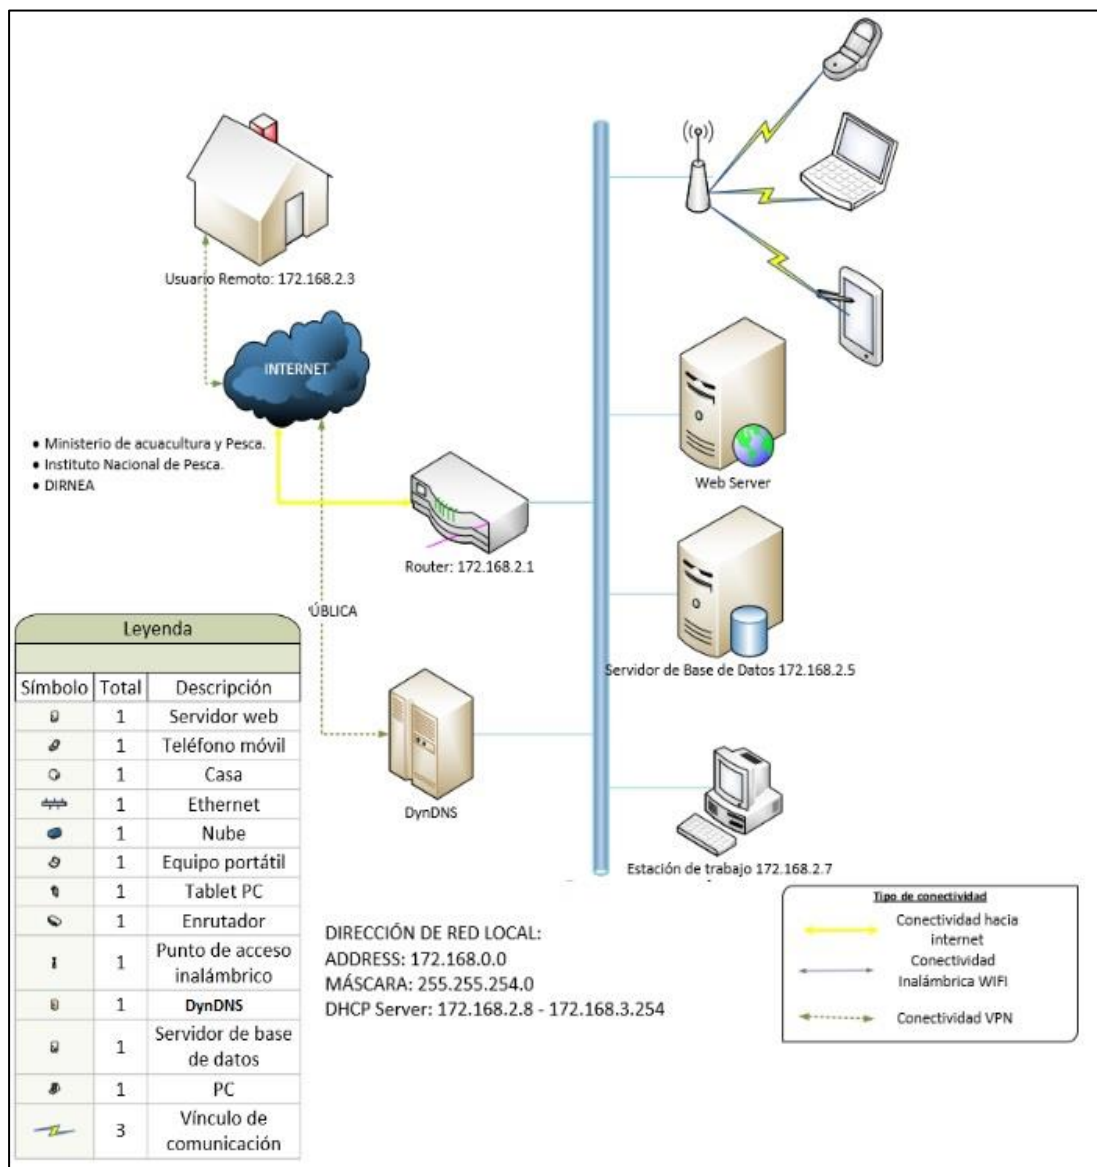 Usuario Remoto: 172.168.2.3
INTERNET
• Ministerio de acuacultura y Pesca.
• Instituto Nacional de Pesca.
• DIRNEA
Web Server
Router: 172.168.2.1
ÚBLICA
Servidor de Base de Datos 172.168.2.5
DynDNS
Estación de trabajo 172.168.2.7
Leyenda
Símbolo Total Descripción
1 Servidor web
1 Teléfono móvil
1 Casa
1 Ethernet
1 Nube
1 Equipo portátil
1 Tablet PC
1 Enrutador
1 Punto de acceso
inalámbrico
1 DynDNS
1 Servidor de base
de datos
1 PC
3 Vínculo de
comunicación
DIRECCIÓN DE RED LOCAL:
ADDRESS: 172.168.0.0
MÁSCARA: 255.255.254.0
DHCP Server: 172.168.2.8 - 172.168.3.254
Tipo de conectividad
Conectividad hacia
internet
Conectividad
Inalámbrica WIFI
Conectividad VPN